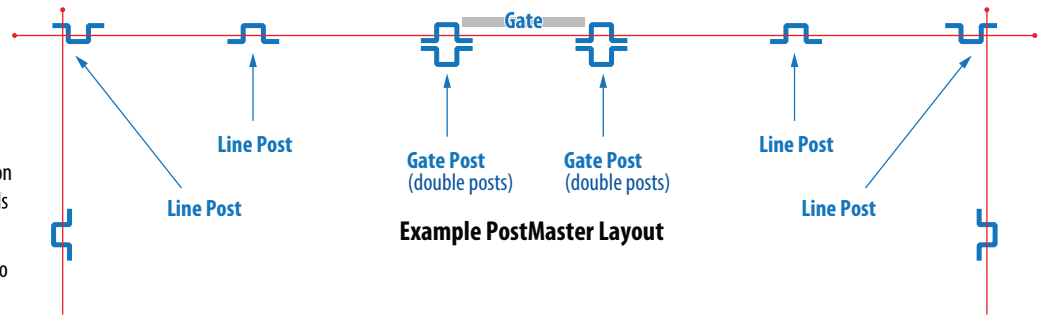 Gate
Line Post
Line Post
Gate Post
(double posts)
Gate Post
(double posts)
Line Post
Line Post
Example PostMaster Layout